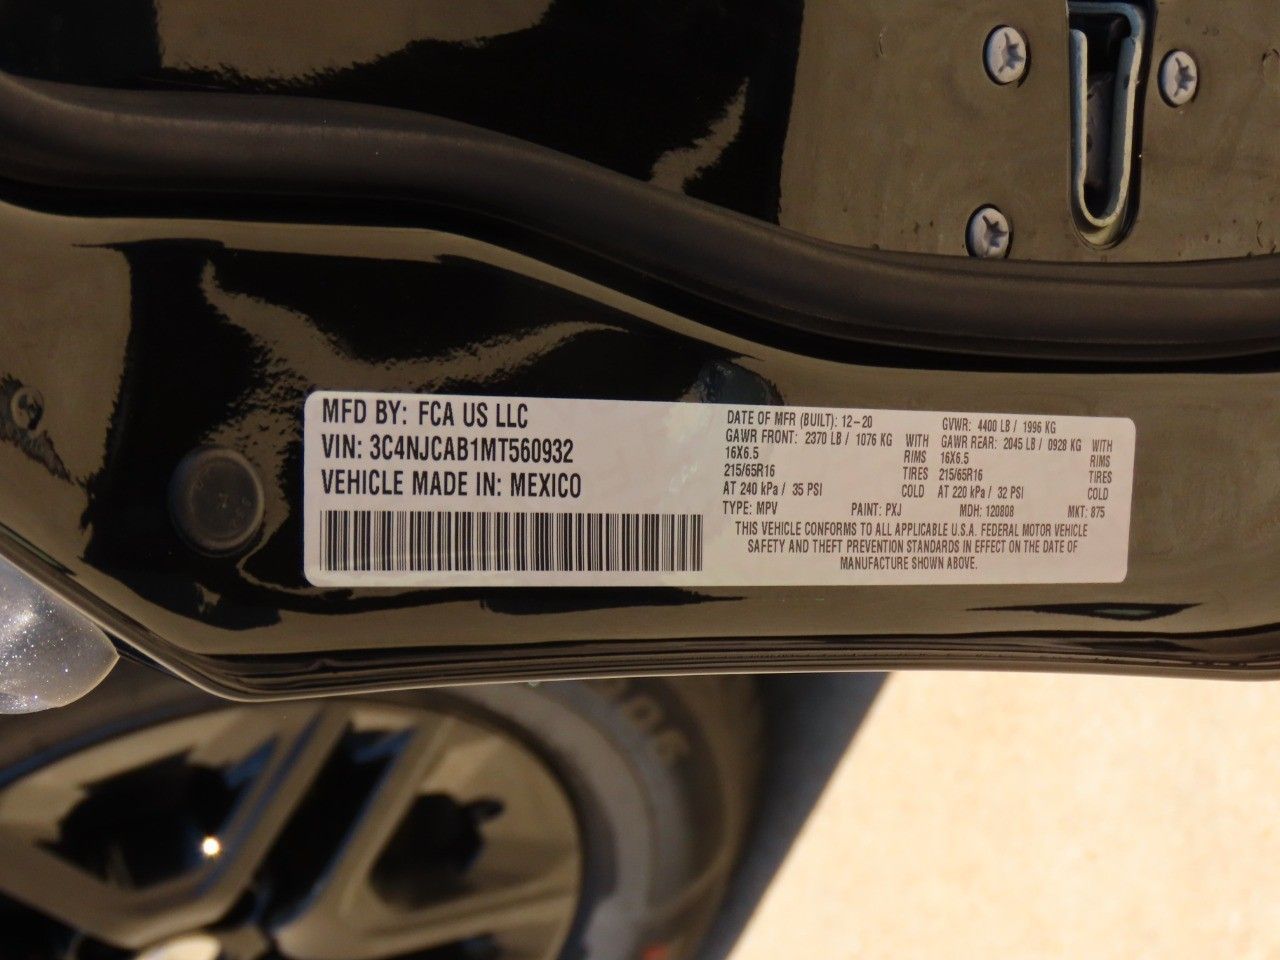 MFD BY: FCA US LLC
VIN: 3C4NJCAB1MT560932
VEHICLE MADE IN: MEXICO
DATE OF MFR (BUILT): 12-20
GAWR FRONT: 2370 LB / 1076 KG WITH
16X6.5 RIMS
215/65R16 TIRES
AT 240 kPa / 35 PSI COLD
TYPE: MPV
GVWR: 4400 LB / 1996 KG
GAWR REAR: 2045 LB / 0928 KG WITH
16X6.5 RIMS
215/65R16 TIRES
AT 220 kPa / 32 PSI COLD
PAINT: PXJ MDH: 120808 MKT: 875
THIS VEHICLE CONFORMS TO ALL APPLICABLE U.S.A. FEDERAL MOTOR VEHICLE
SAFETY AND THEFT PREVENTION STANDARDS IN EFFECT ON THE DATE OF
MANUFACTURE SHOWN ABOVE.